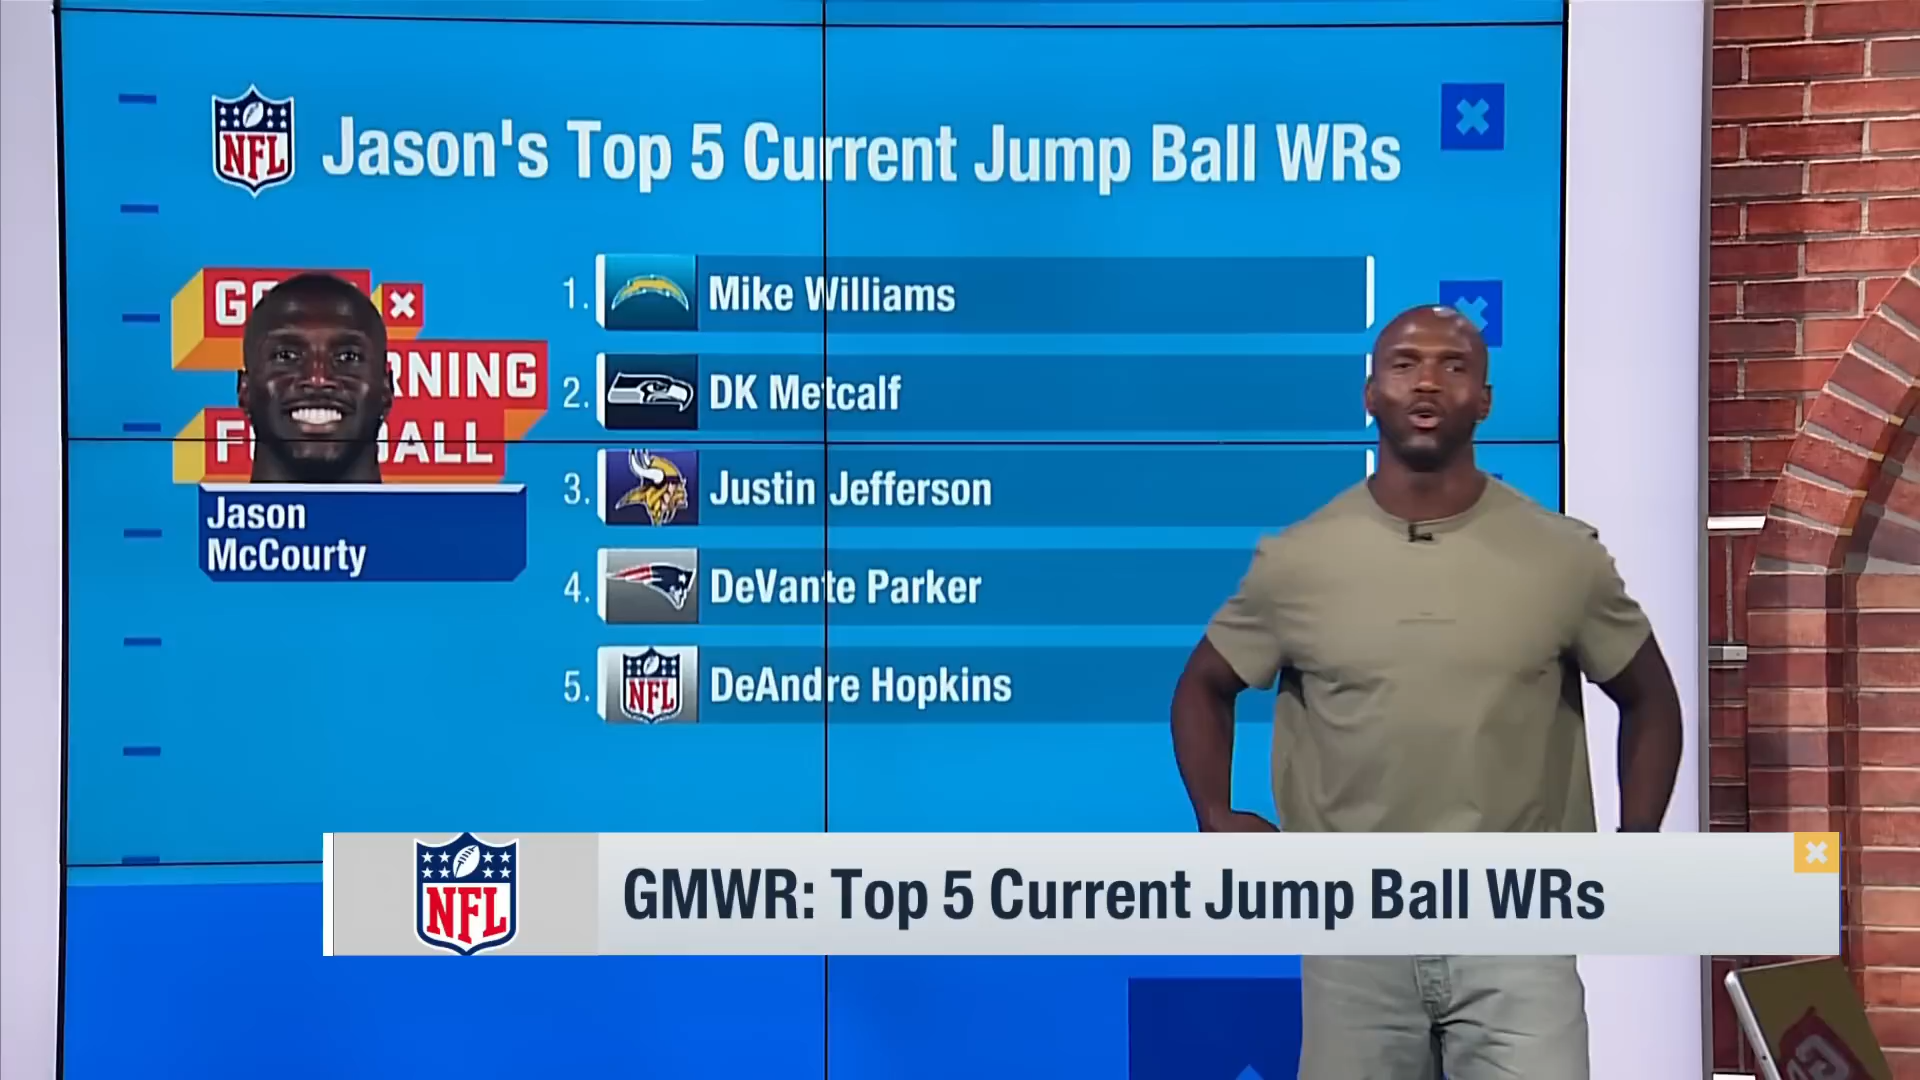 NFL
Jason's Top 5 Current Jump Ball WRs
1. Mike Williams
2. DK Metcalf
3. Justin Jefferson
4. DeVante Parker
5. NFL DeAndre Hopkins
Jason
McCourty
NFL
GMWR: Top 5 Current Jump Ball WRs